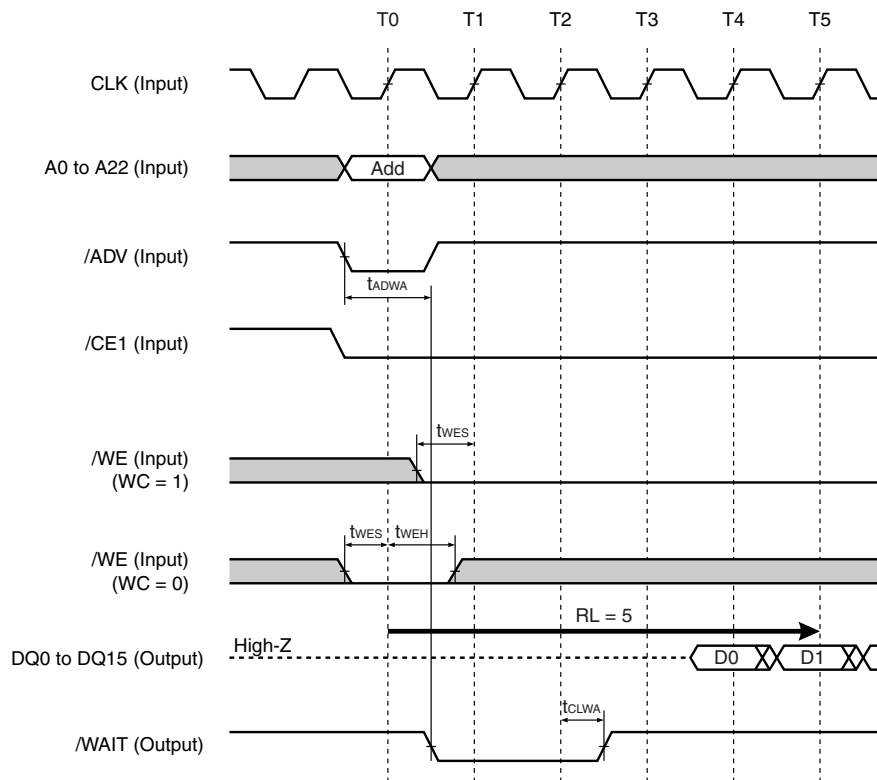 T0 T1 T2 T3 T4 T5
CLK (Input)
A0 to A22 (Input)
Add
/ADV (Input)
tADWA
/CE1 (Input)
tWES
/WE (Input)
(WC = 1)
tWES tWEH
/WE (Input)
(WC = 0)
RL = 5
High-Z
DQ0 to DQ15 (Output)
D0 D1
tCLWA
/WAIT (Output)